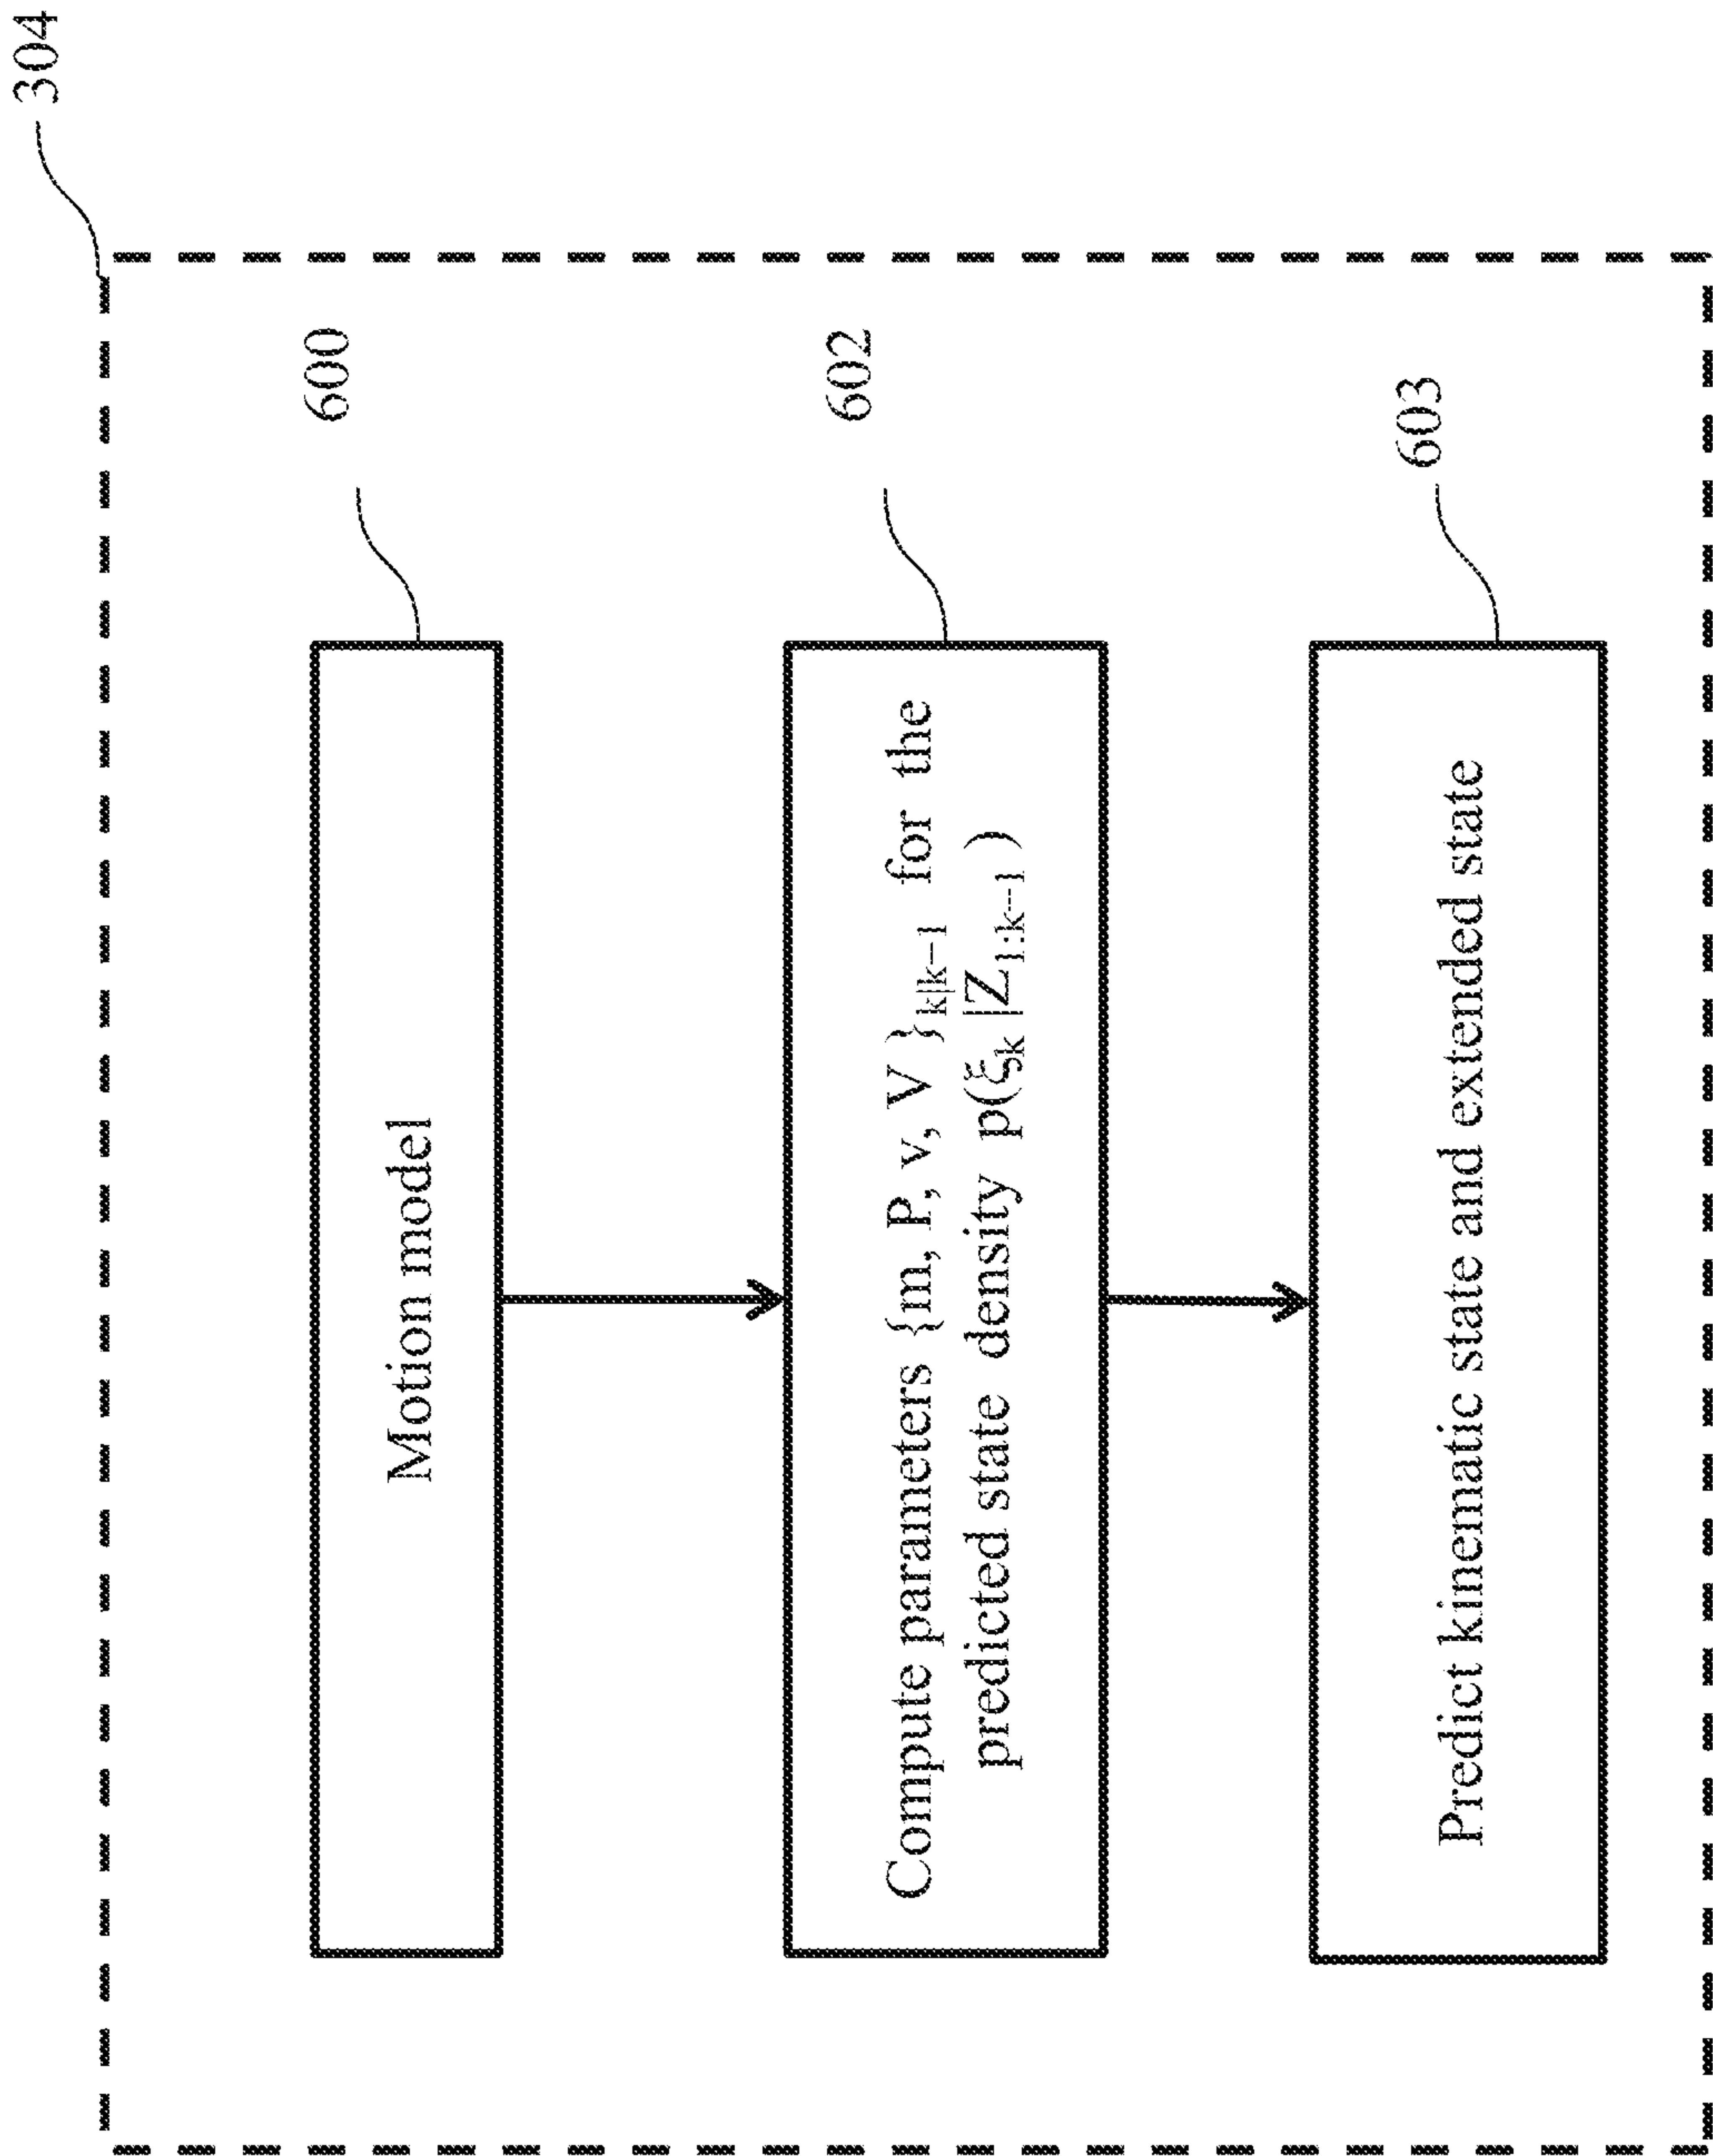 304
600
Motion model
602
Compute parameters {m, P, v, V }k|k−1 for the
predicted state density p(ξk |Z1:k−1 )
603
Predict kinematic state and extended state